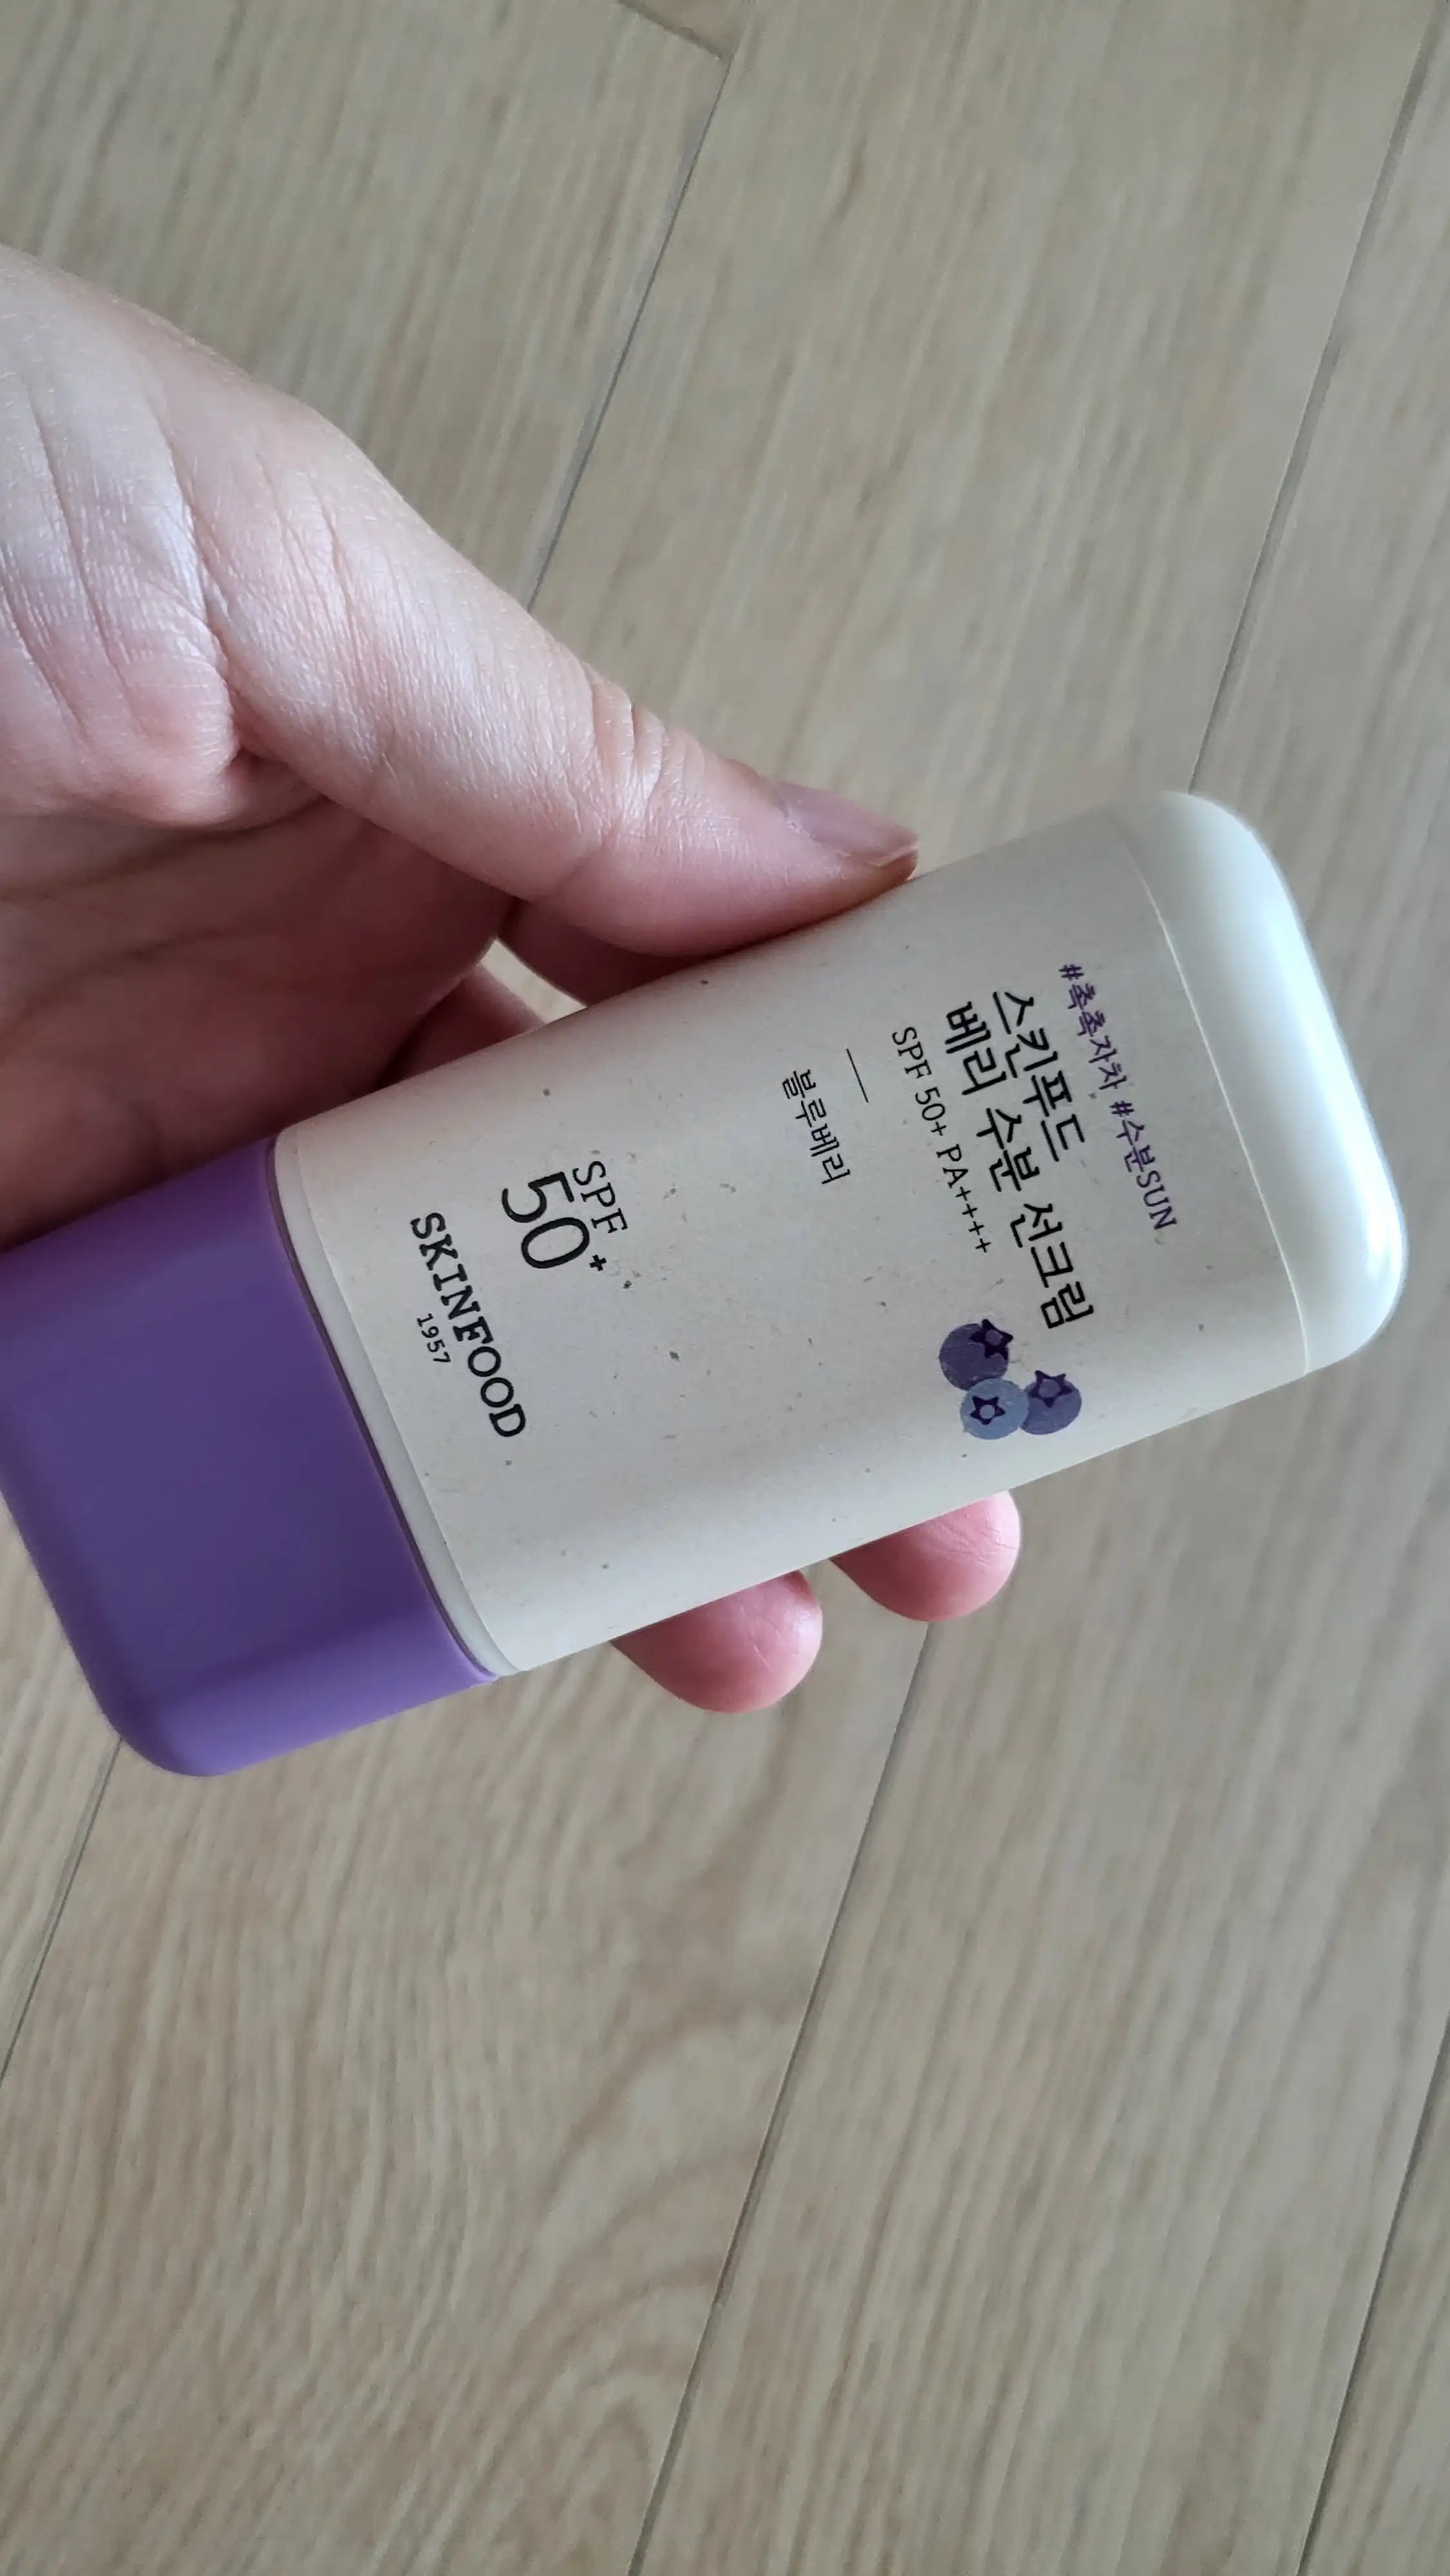 #촉촉자차 #수분SUN
스킨푸드
베리 수분 선크림
SPF 50+ PA++++
블루베리
SPF
50+
SKINFOOD
1957